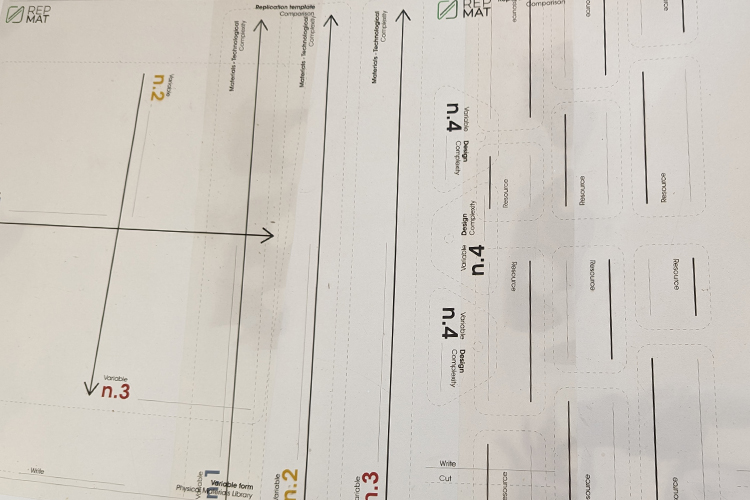 REP
MAT
Replication template
Comparison
Materials - Technological
Complexity
Materials - Technological
Complexity
Materials - Technological
Complexity
REP
MAT
Comparison
Resource
Variable
n.2
Variable
n.4
Design
Complexity
Resource
Resource
Resource
Design
Complexity
Variable
n.4
Resource
Resource
Resource
Variable
n.4
Design
Complexity
Variable
n.3
Write
Variable
Variable form
Physical Materials Library
Variable
n.2
n.3
Write
Cut